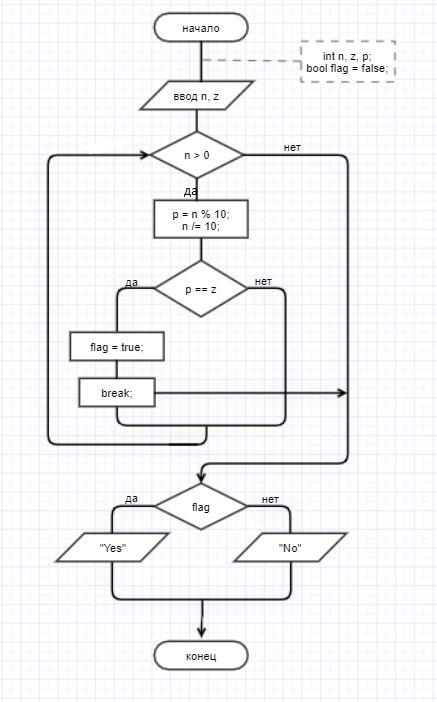 начало
int n, z, p;
bool flag = false;
ввод n, z
n > 0
нет
да
p = n % 10;
n /= 10;
да
нет
p == z
flag = true;
break;
да
нет
flag
"Yes"
"No"
конец